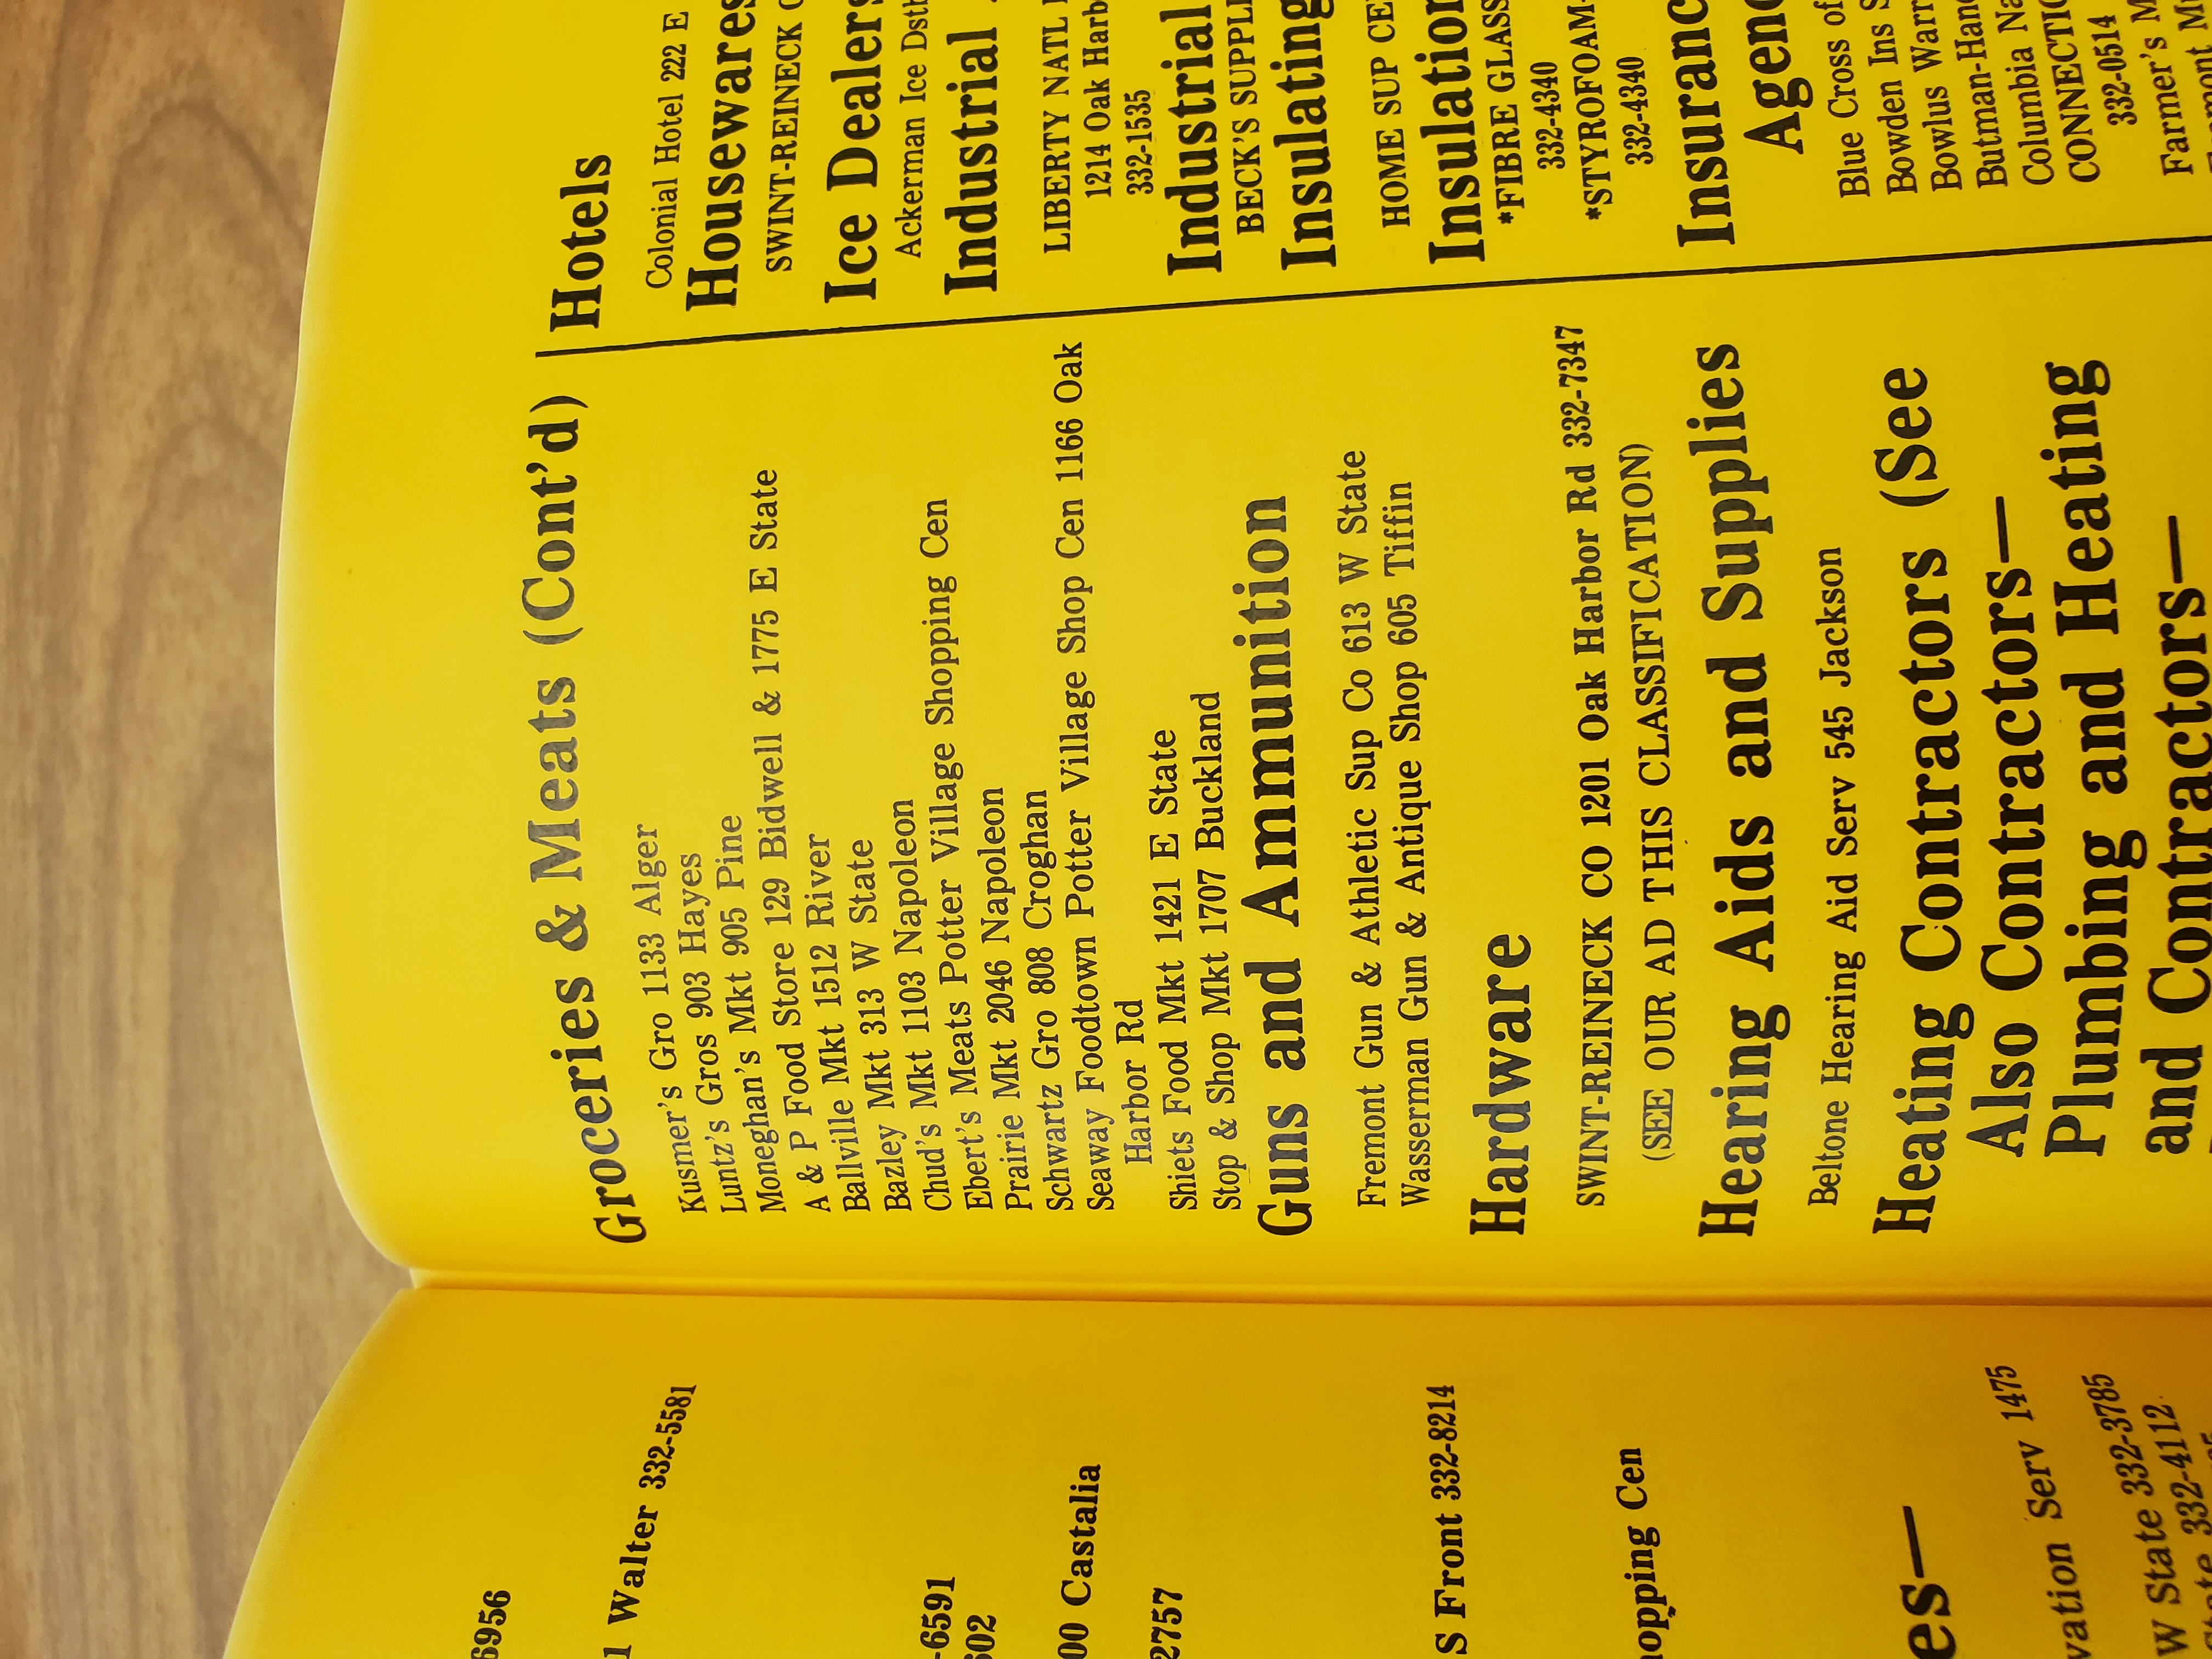 6956
Walter 332-5581
-6591
602
00 Castalia
2757
S Front 332-8214
hopping Cen
es—
vation Serv 1475
W State 332-3785
State 332-4112
Groceries & Meats (Cont'd)
Kusmer's Gro 1133 Alger
Luntz's Gros 903 Hayes
Moneghan's Mkt 905 Pine
A & P Food Store 129 Bidwell & 1775 E State
Ballville Mkt 1512 River
Bazley Mkt 313 W State
Chud's Mkt 1103 Napoleon
Ebert's Meats Potter Village Shopping Cen
Prairie Mkt 2046 Napoleon
Schwartz Gro 808 Croghan
Seaway Foodtown Potter Village Shop Cen 1166 Oak
Harbor Rd
Shiets Food Mkt 1421 E State
Stop & Shop Mkt 1707 Buckland
Guns and Ammunition
Fremont Gun & Athletic Sup Co 613 W State
Wasserman Gun & Antique Shop 605 Tiffin
Hardware
SWINT-REINECK CO 1201 Oak Harbor Rd 332-7347
(SEE OUR AD THIS CLASSIFICATION)
Hearing Aids and Supplies
Beltone Hearing Aid Serv 545 Jackson
Heating Contractors (See
Also Contractors—
Plumbing and Heating
and Contractors—
Hotels
Colonial Hotel 222 E
Housewares
SWINT-REINECK
Ice Dealers
Ackerman Ice Dstb
Industrial
LIBERTY NATL
1214 Oak Harb
332-1535
Industrial
BECK'S SUPPLI
Insulating
HOME SUP CE
Insulation
*FIBRE GLASS
332-4340
*STYROFOAM-
332-4340
Insuranc
Agenc
Blue Cross of
Bowden Ins S
Bowlus Warr
Butman-Hanc
Columbia Na
CONNECTIC
332-0514
Farmer's M